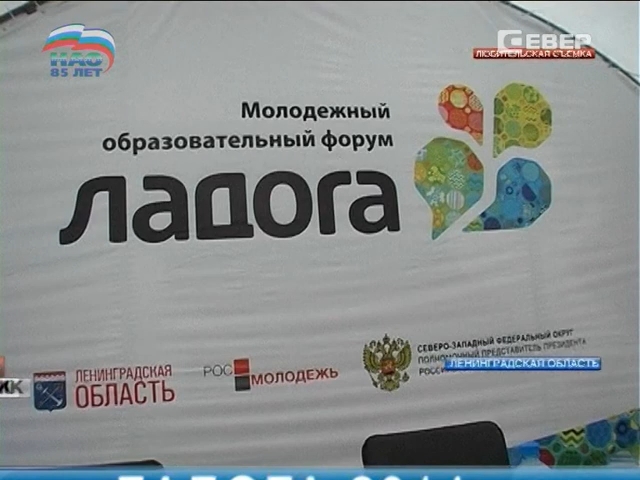 НАО
85 ЛЕТ
СЕВЕР
ЛЮБИТЕЛЬСКАЯ СЪЕМКА
Молодежный
образовательный форум
ладога
ЛЕНИНГРАДСКАЯ
ОБЛАСТЬ
РОС
МОЛОДЕЖЬ
СЕВЕРО-ЗАПАДНЫЙ ФЕДЕРАЛЬНЫЙ ОКРУГ
ПОЛНОМОЧНЫЙ ПРЕДСТАВИТЕЛЬ ПРЕЗИДЕНТА
ЛЕНИНГРАДСКАЯ ОБЛАСТЬ